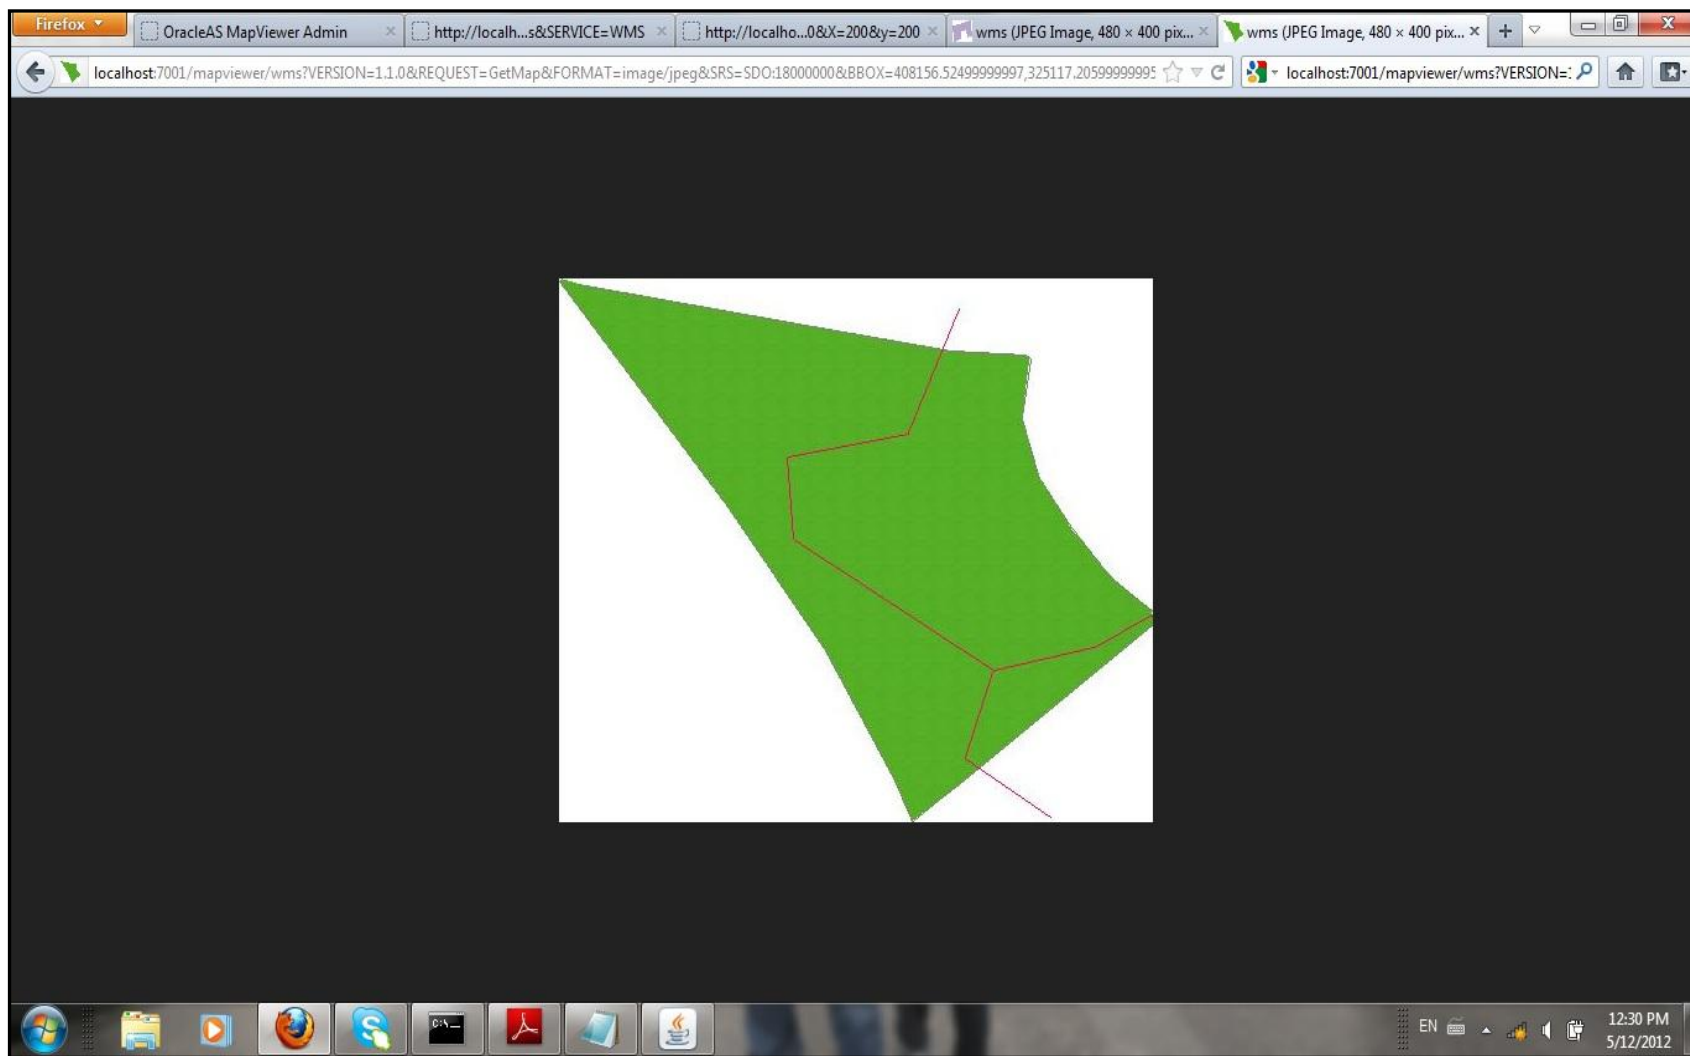 Firefox
OracleAS MapViewer Admin
http://localh...s&SERVICE=WMS
http://localho...0&X=200&y=200
wms (JPEG Image, 480 × 400 pix...
wms (JPEG Image, 480 × 400 pix...
localhost:7001/mapviewer/wms?VERSION=1.1.0&REQUEST=GetMap&FORMAT=image/jpeg&SRS=SDO:18000000&BBOX=408156.52499999997,325117.20599999995
localhost:7001/mapviewer/wms?VERSION=1
C:\_
EN
12:30 PM
5/12/2012